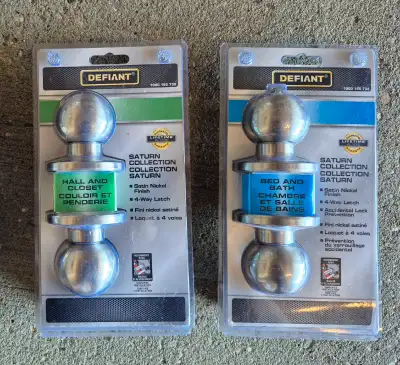 DEFIANT
LIFETIME
SATURN
COLLECTION
COLLECTION
SATURN
HALL AND
CLOSET
COULOIR ET
PENDERIE
Satin Nickel
Finish
4-Way Latch
Fini nickel satiné
Loquet à 4 voies
DEFIANT
LIFETIME
SATURN
COLLECTION
COLLECTION
SATURN
BED AND
BATH
CHAMBRE
ET SALLE
DE BAINS
Satin Nickel
Finish
4-Way Latch
Accidental Lock
Prevention
Fini nickel satiné
Loquet à 4 voies
Prévention
du verrouillage
accidentel